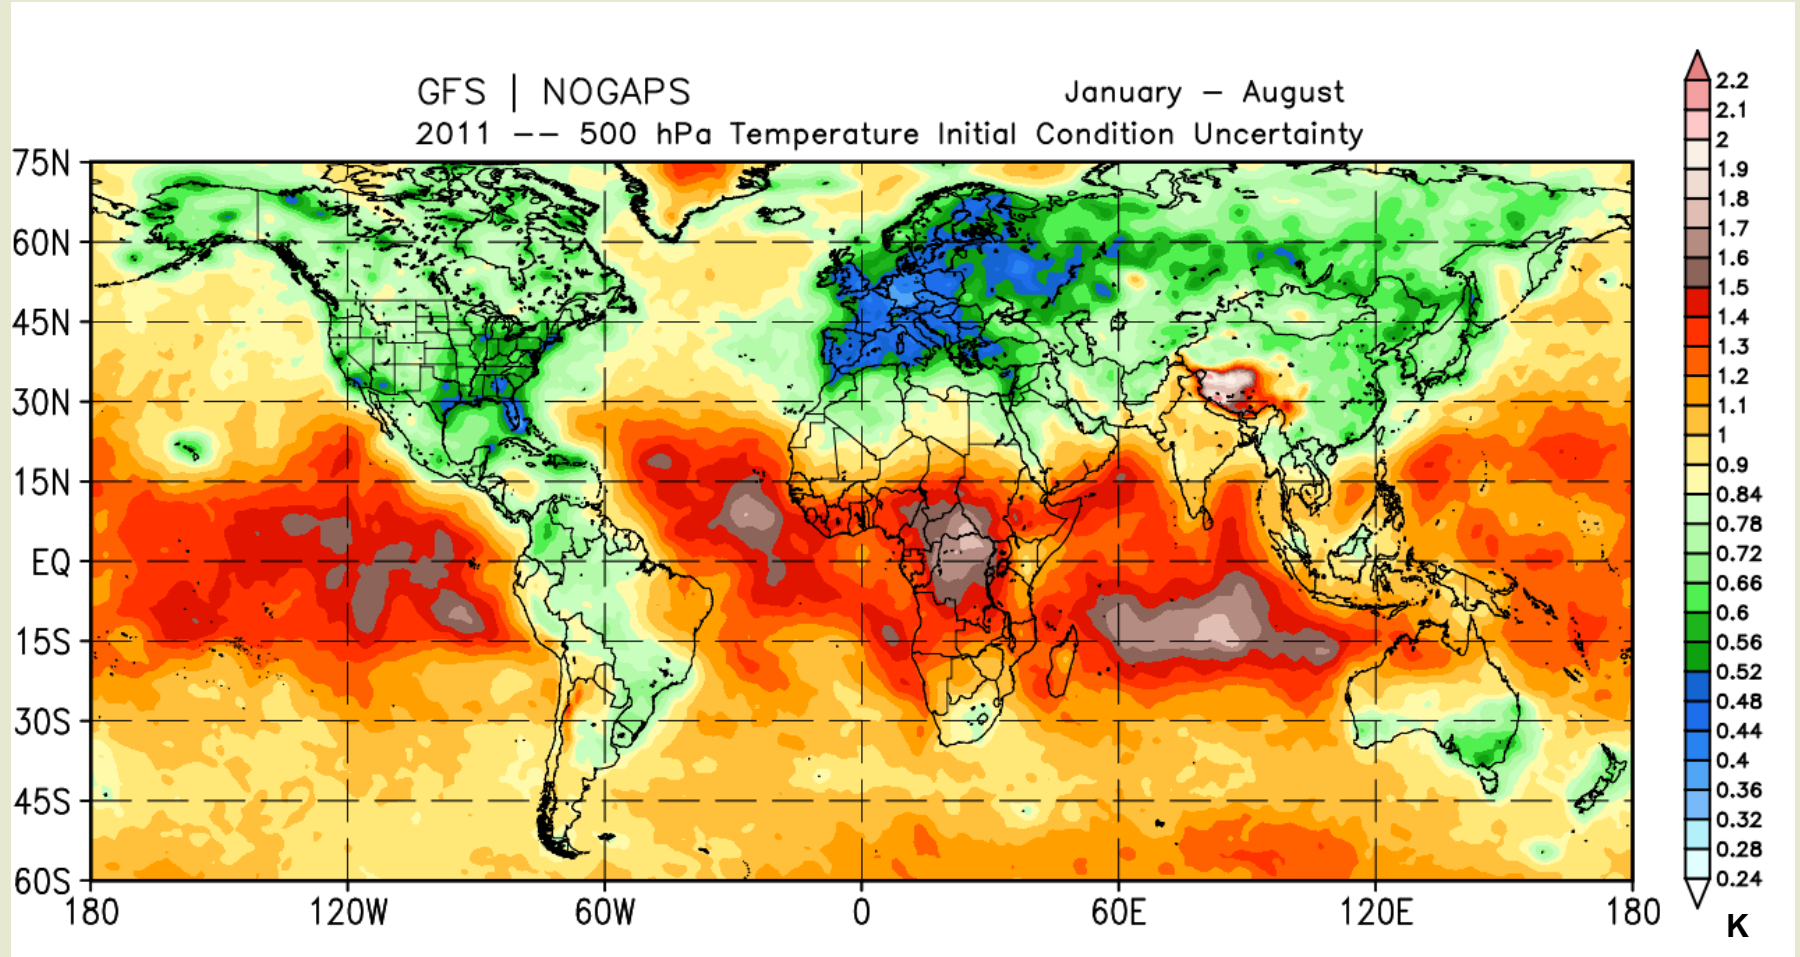 GFS | NOGAPS January – August
2011 –– 500 hPa Temperature Initial Condition Uncertainty
75N
60N
45N
30N
15N
EQ
15S
30S
45S
60S
180 120W 60W 0 60E 120E 180
2.2
2.1
2
1.9
1.8
1.7
1.6
1.5
1.4
1.3
1.2
1.1
1
0.9
0.84
0.78
0.72
0.66
0.6
0.56
0.52
0.48
0.44
0.4
0.36
0.32
0.28
0.24
K